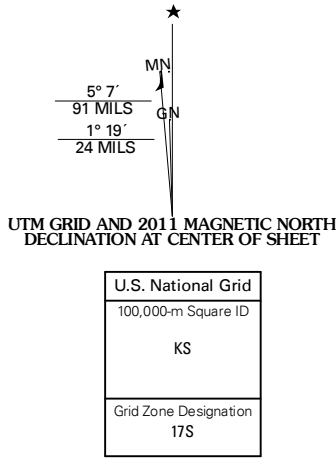 ★
MN
5° 7´
91 MILS
GN
1° 19´
24 MILS
UTM GRID AND 2011 MAGNETIC NORTH
DECLINATION AT CENTER OF SHEET
U.S. National Grid
100,000-m Square ID
KS
Grid Zone Designation
17S